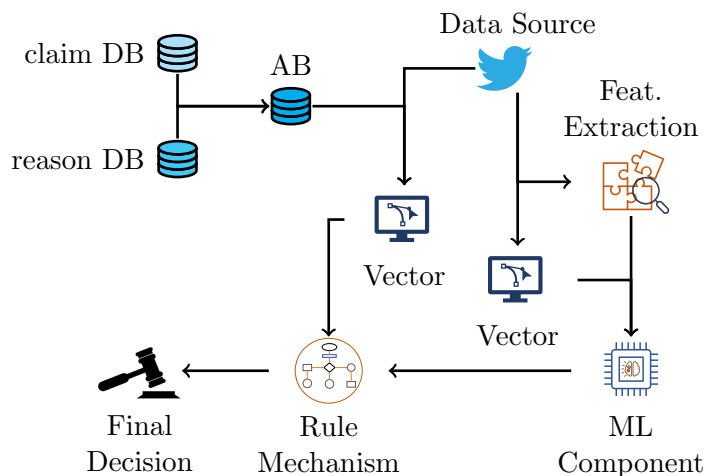 Data Source
claim DB
AB
Feat.
Extraction
reason DB
Vector
Vector
Final
Decision
Rule
Mechanism
ML
Component